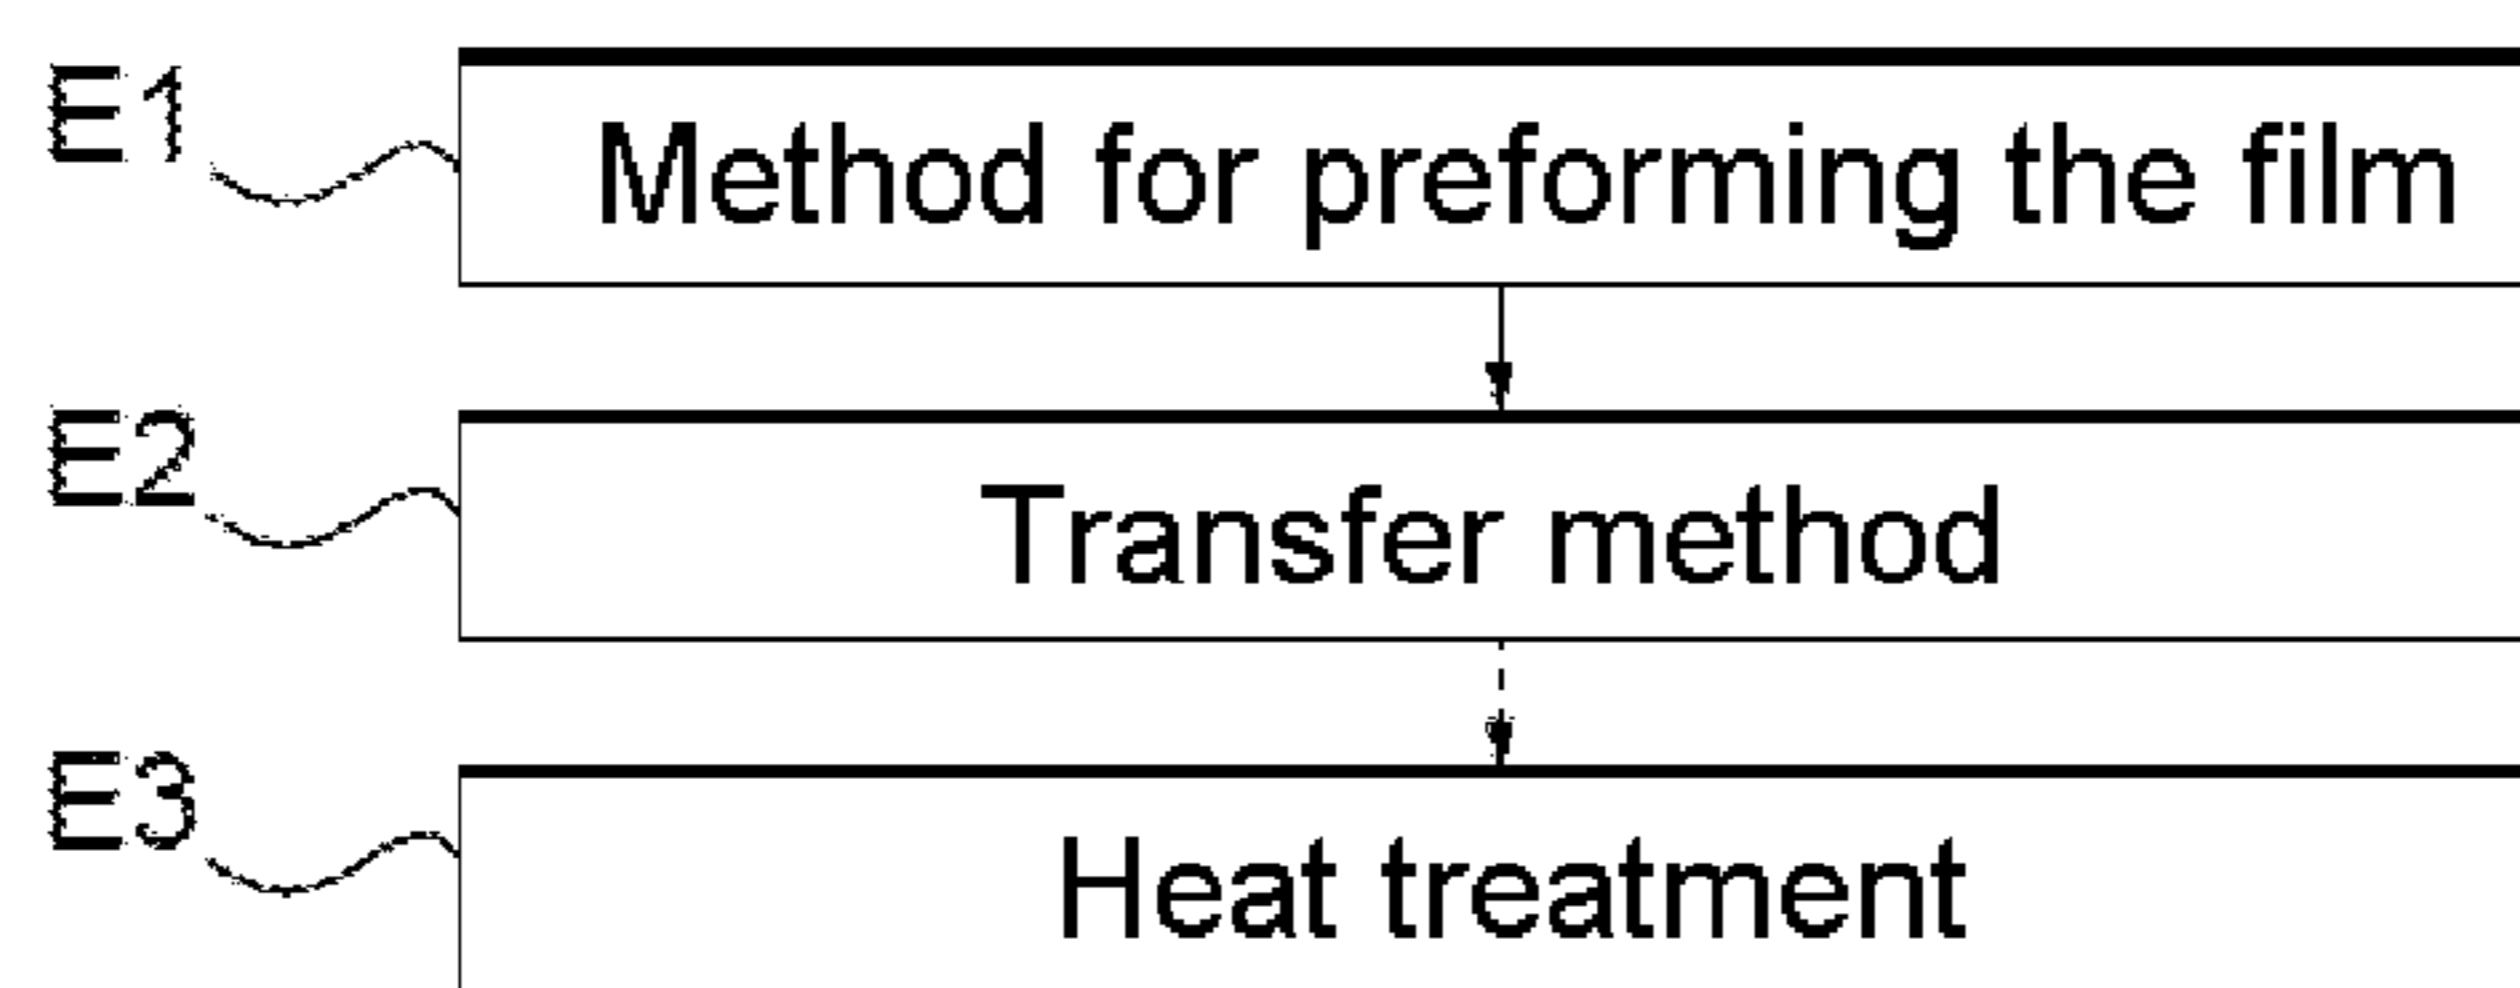 E1
Method for preforming the film
E2
Transfer method
E3
Heat treatment